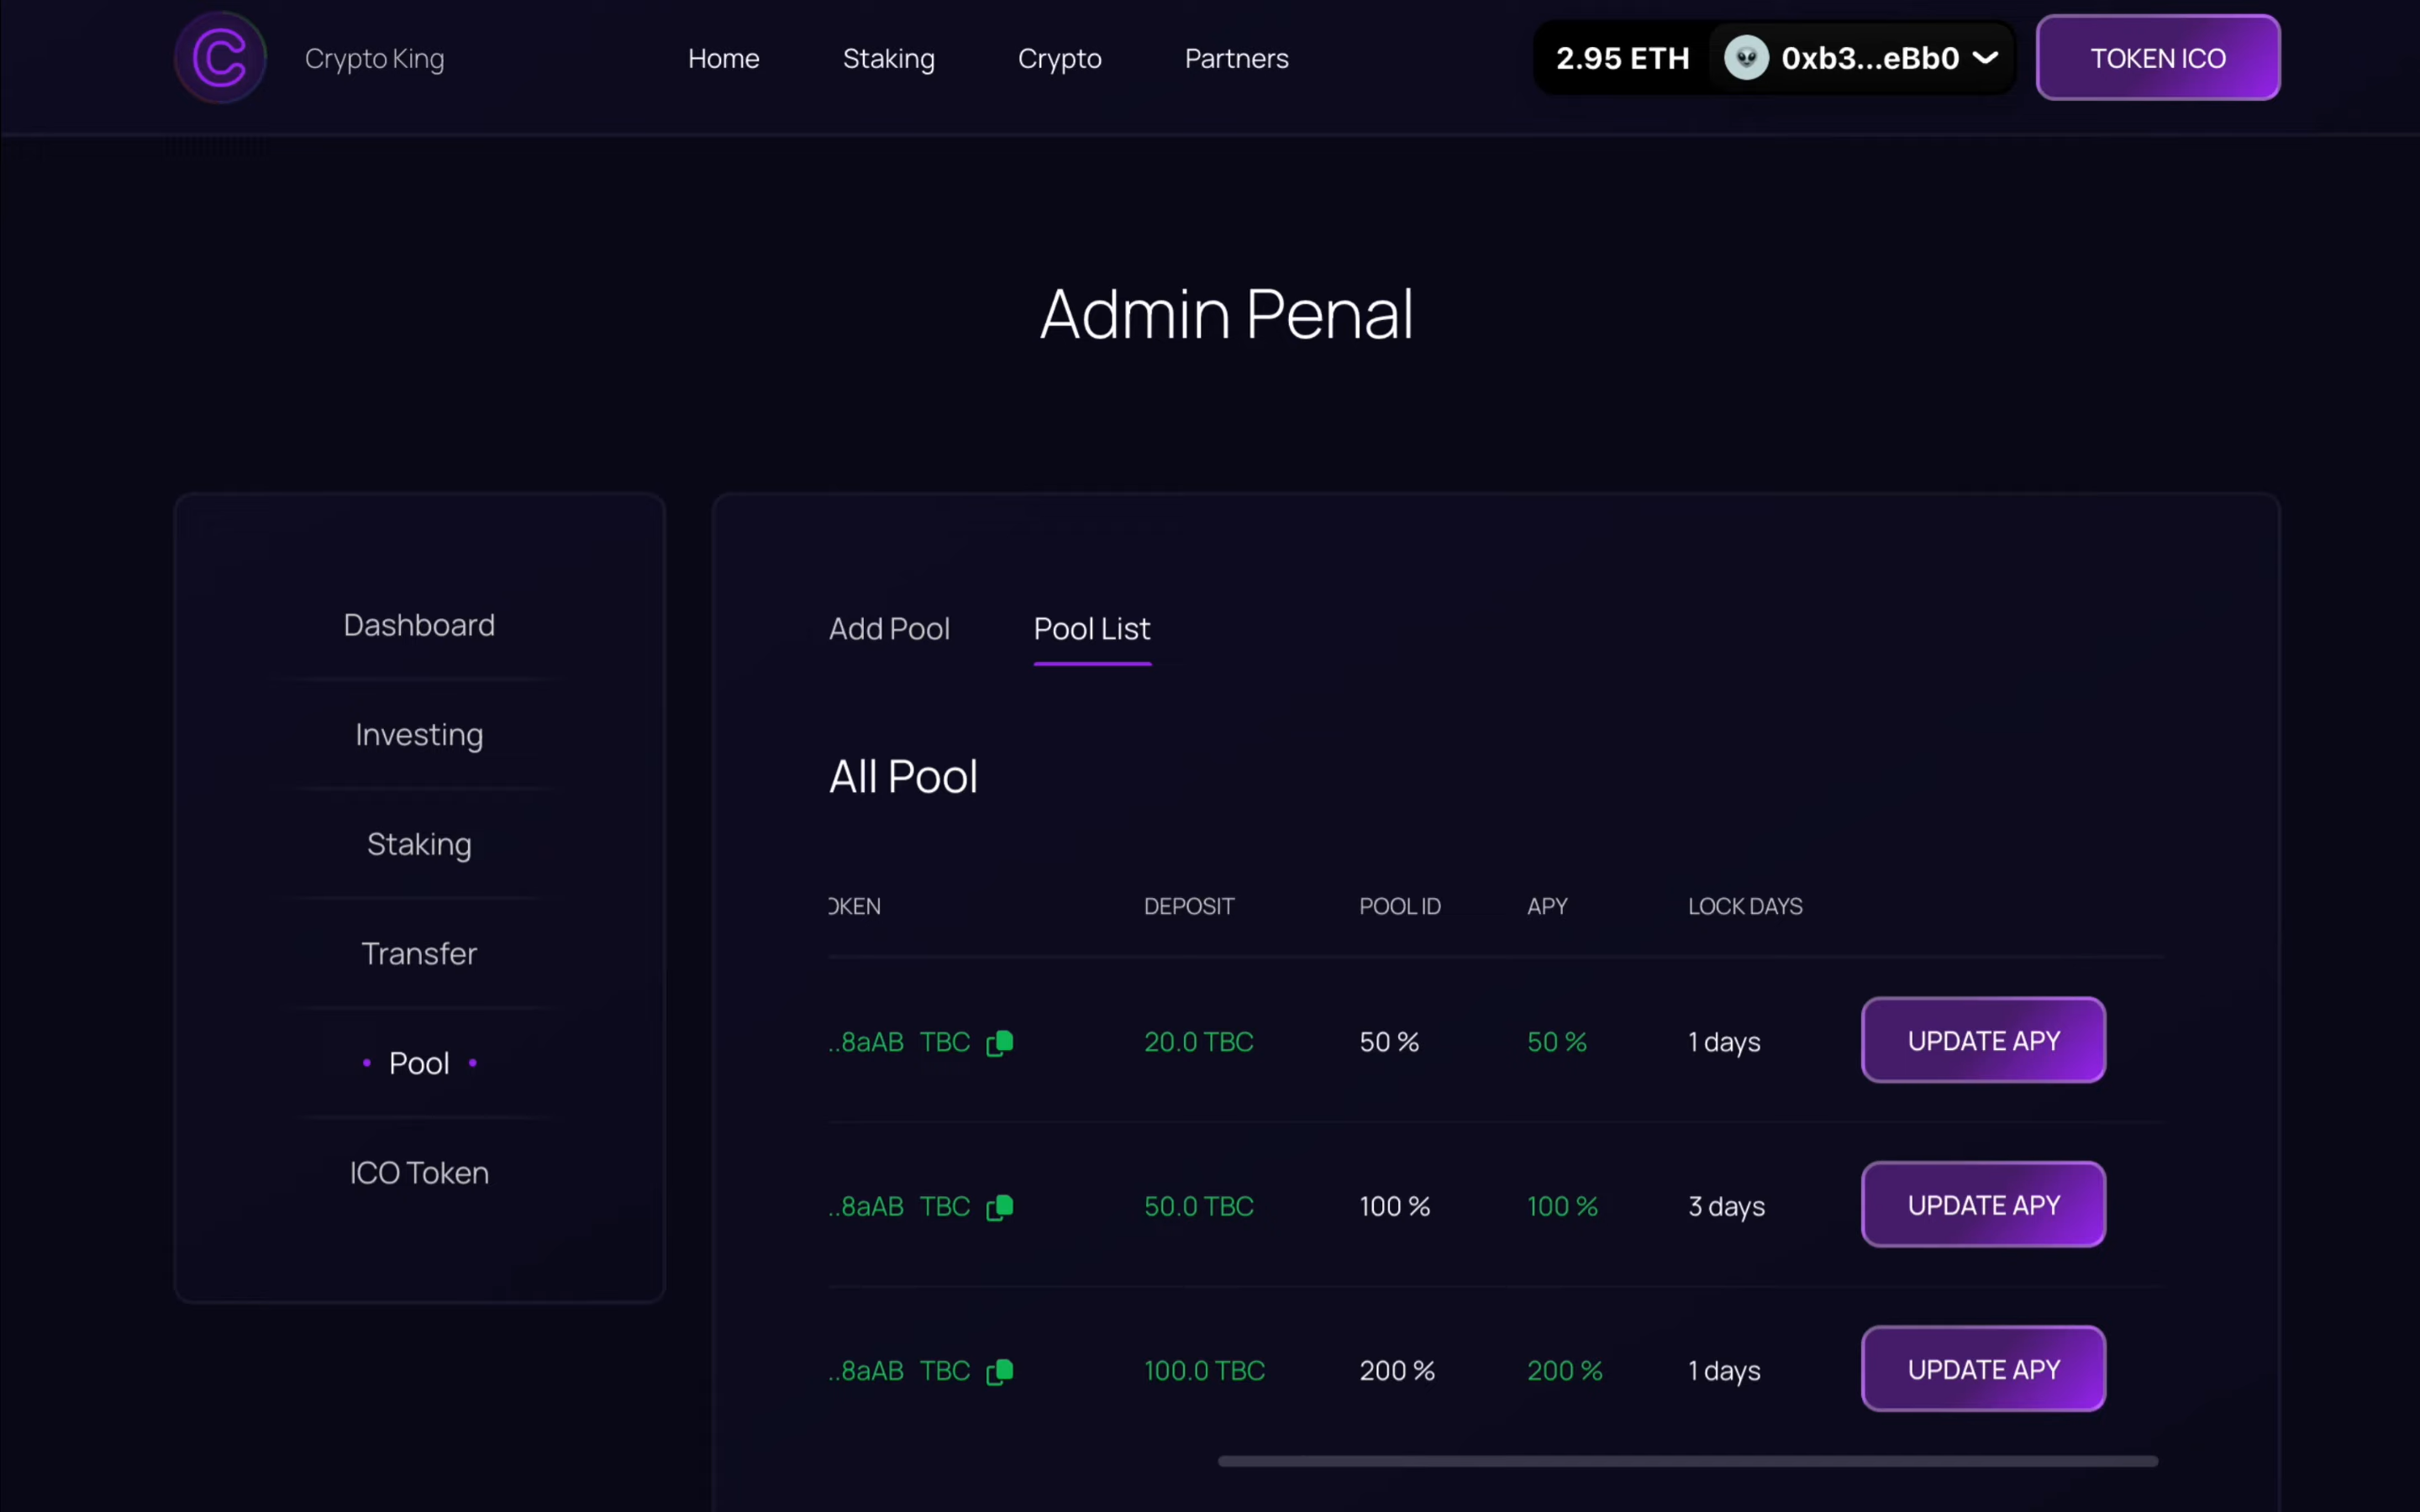 Crypto King
Home Staking Crypto Partners
2.95 ETH 0xb3...eBb0
TOKEN ICO
Admin Penal
Dashboard
Investing
Staking
Transfer
Pool
ICO Token
Add Pool Pool List
All Pool
OKEN DEPOSIT POOL ID APY LOCK DAYS
..8aAB TBC 20.0 TBC 50 % 50 % 1 days UPDATE APY
..8aAB TBC 50.0 TBC 100 % 100 % 3 days UPDATE APY
..8aAB TBC 100.0 TBC 200 % 200 % 1 days UPDATE APY